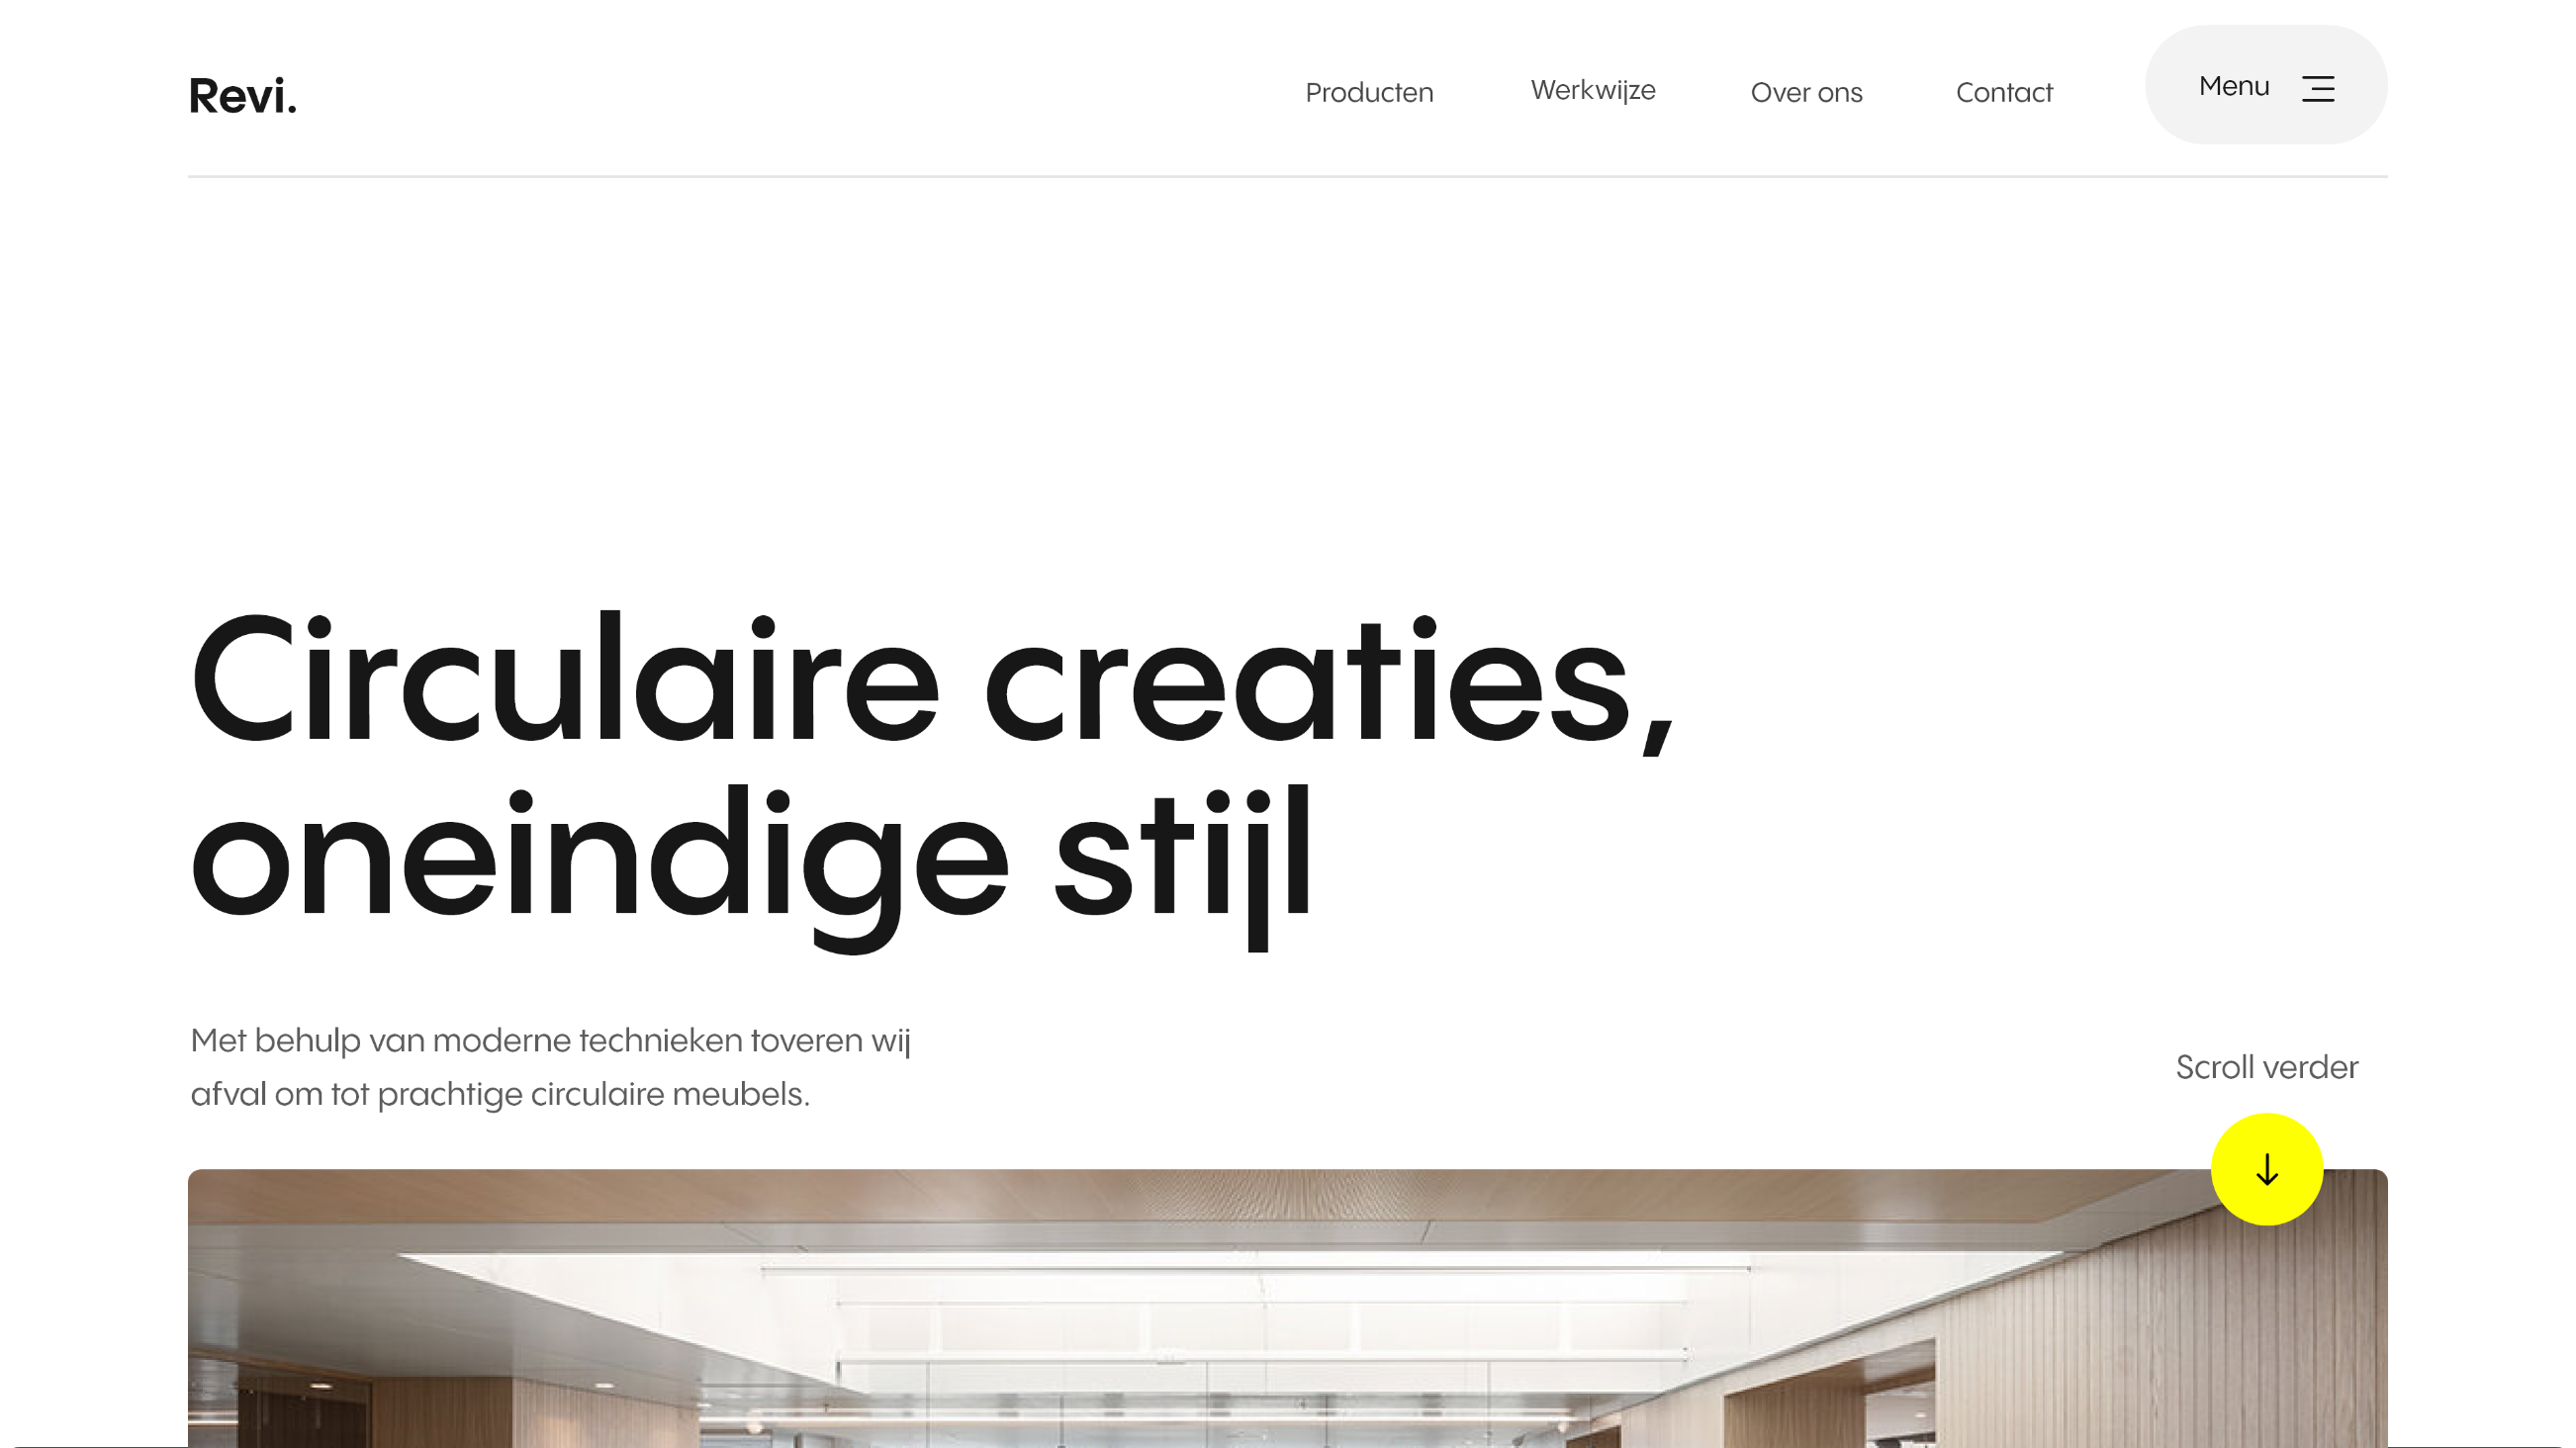 Revi.
Producten
Werkwijze
Over ons
Contact
Menu
Circulaire creaties,
oneindige stijl
Met behulp van moderne technieken toveren wij
afval om tot prachtige circulaire meubels.
Scroll verder